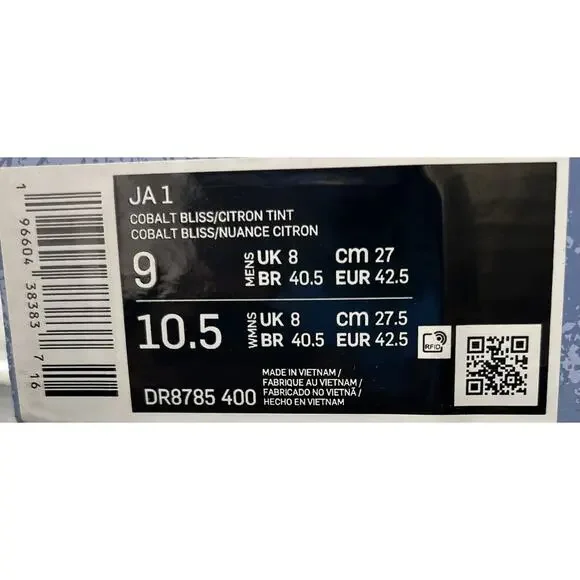 JA 1
COBALT BLISS/CITRON TINT
COBALT BLISS/NUANCE CITRON
9 MENS UK 8 CM 27
BR 40.5 EUR 42.5
10.5 WMNS UK 8 CM 27.5
BR 40.5 EUR 42.5
RFID
MADE IN VIETNAM /
FABRIQUE AU VIETNAM /
FABRICADO NO VIETNÃ /
HECHO EN VIETNAM
DR8785 400
1 96604 38383 7 16